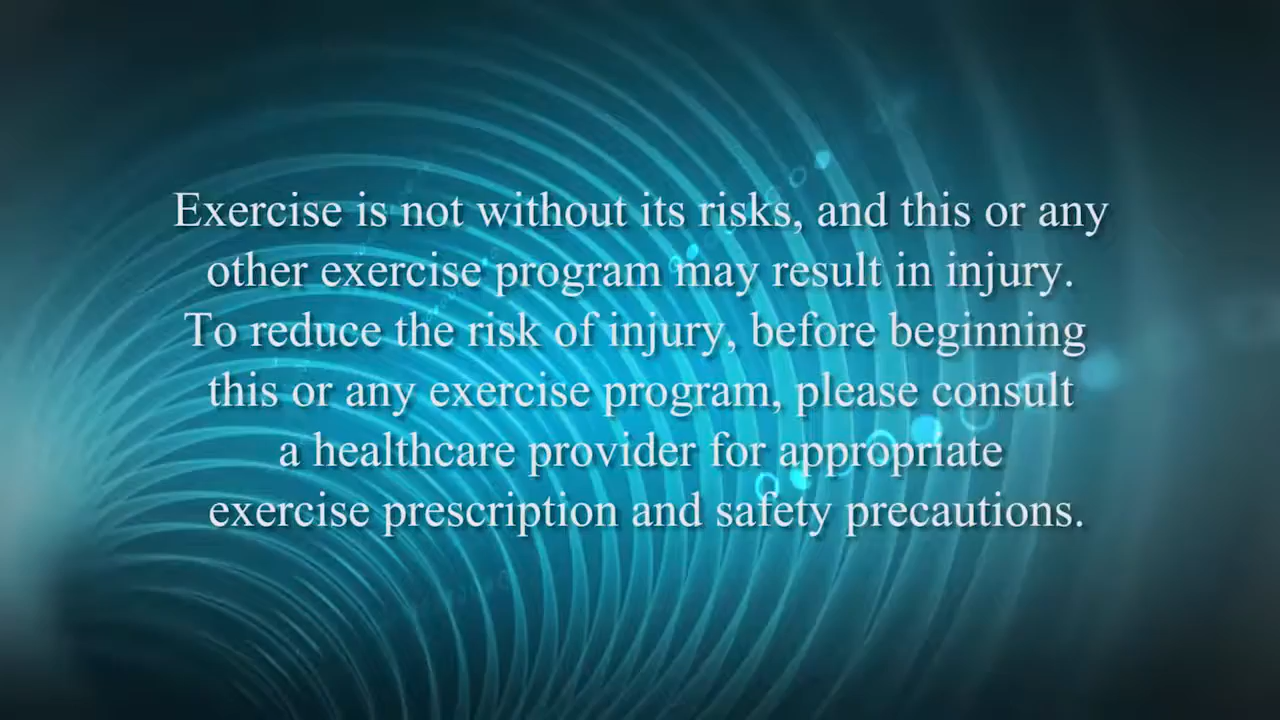 Exercise is not without its risks, and this or any
other exercise program may result in injury.
To reduce the risk of injury, before beginning
this or any exercise program, please consult
a healthcare provider for appropriate
exercise prescription and safety precautions.